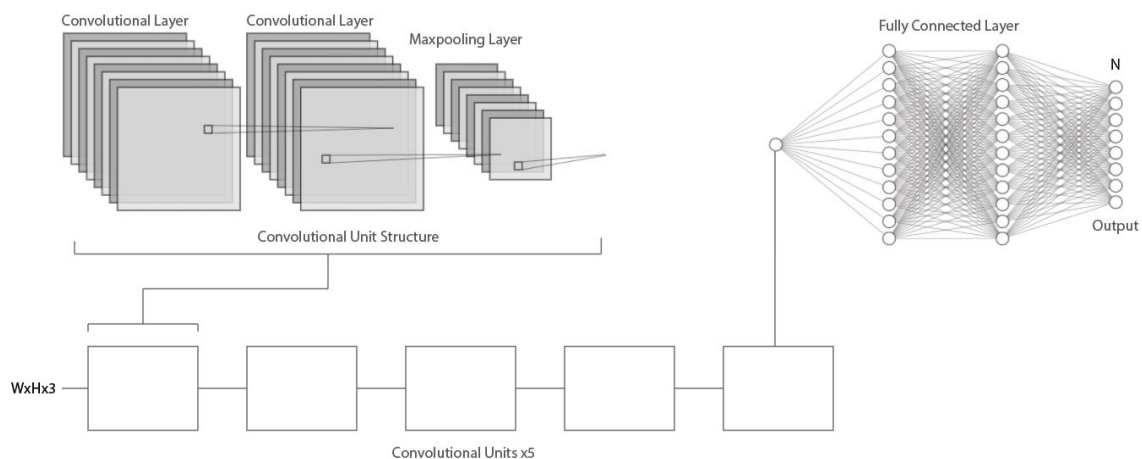 Convolutional Layer
Convolutional Layer
Maxpooling Layer
Fully Connected Layer
N
Output
Convolutional Unit Structure
WxHx3
Convolutional Units x5